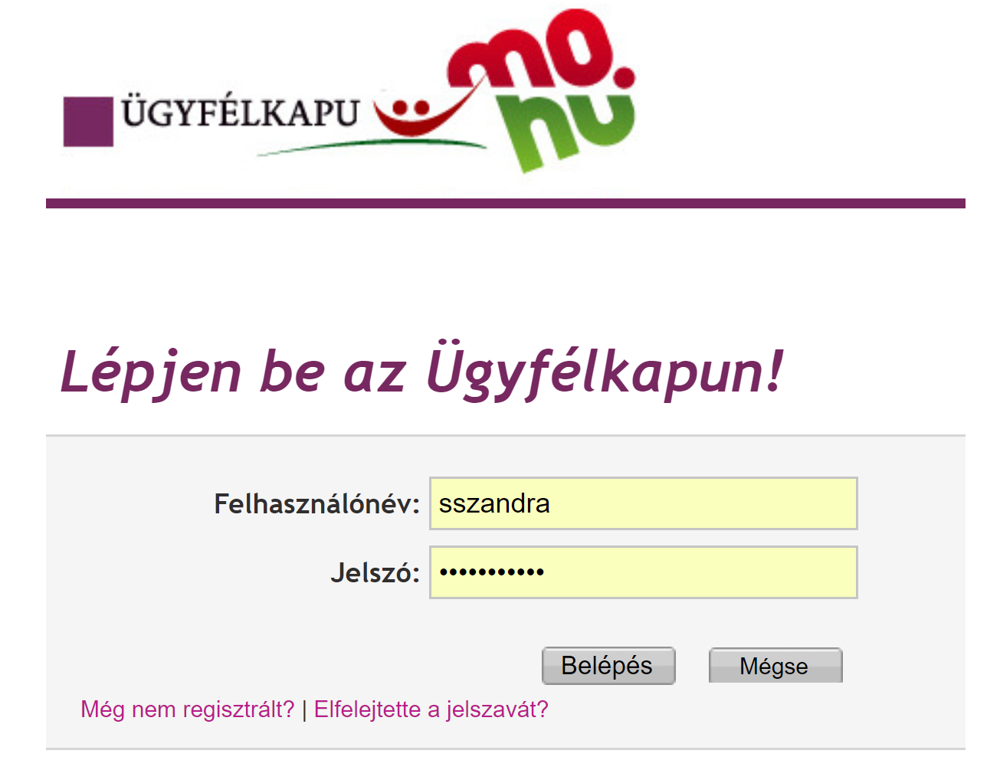 ÜGYFÉLKAPU
mo.
hu
Lépjen be az Ügyfélkapun!
Felhasználónév: sszandra
Jelszó: •••••••••••
Belépés Mégse
Még nem regisztrált? | Elfelejtette a jelszavát?